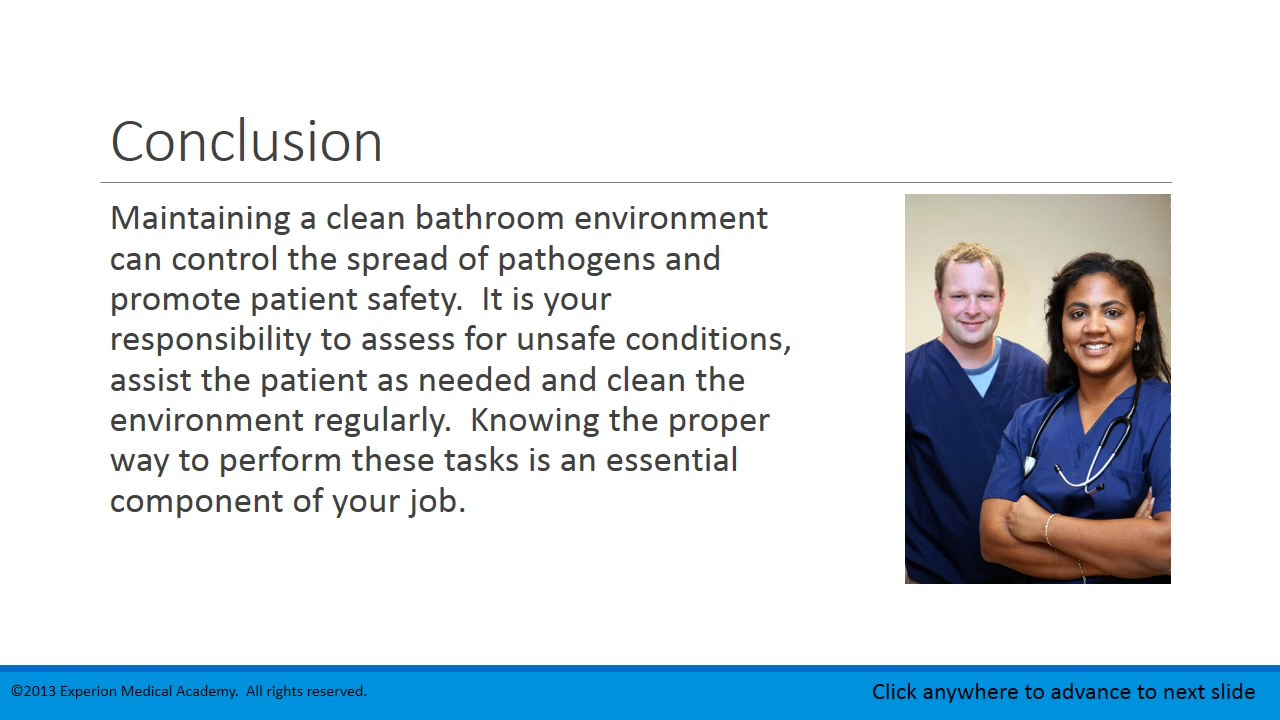 Conclusion
Maintaining a clean bathroom environment
can control the spread of pathogens and
promote patient safety.  It is your
responsibility to assess for unsafe conditions,
assist the patient as needed and clean the
environment regularly.  Knowing the proper
way to perform these tasks is an essential
component of your job.
©2013 Experion Medical Academy.  All rights reserved.
Click anywhere to advance to next slide